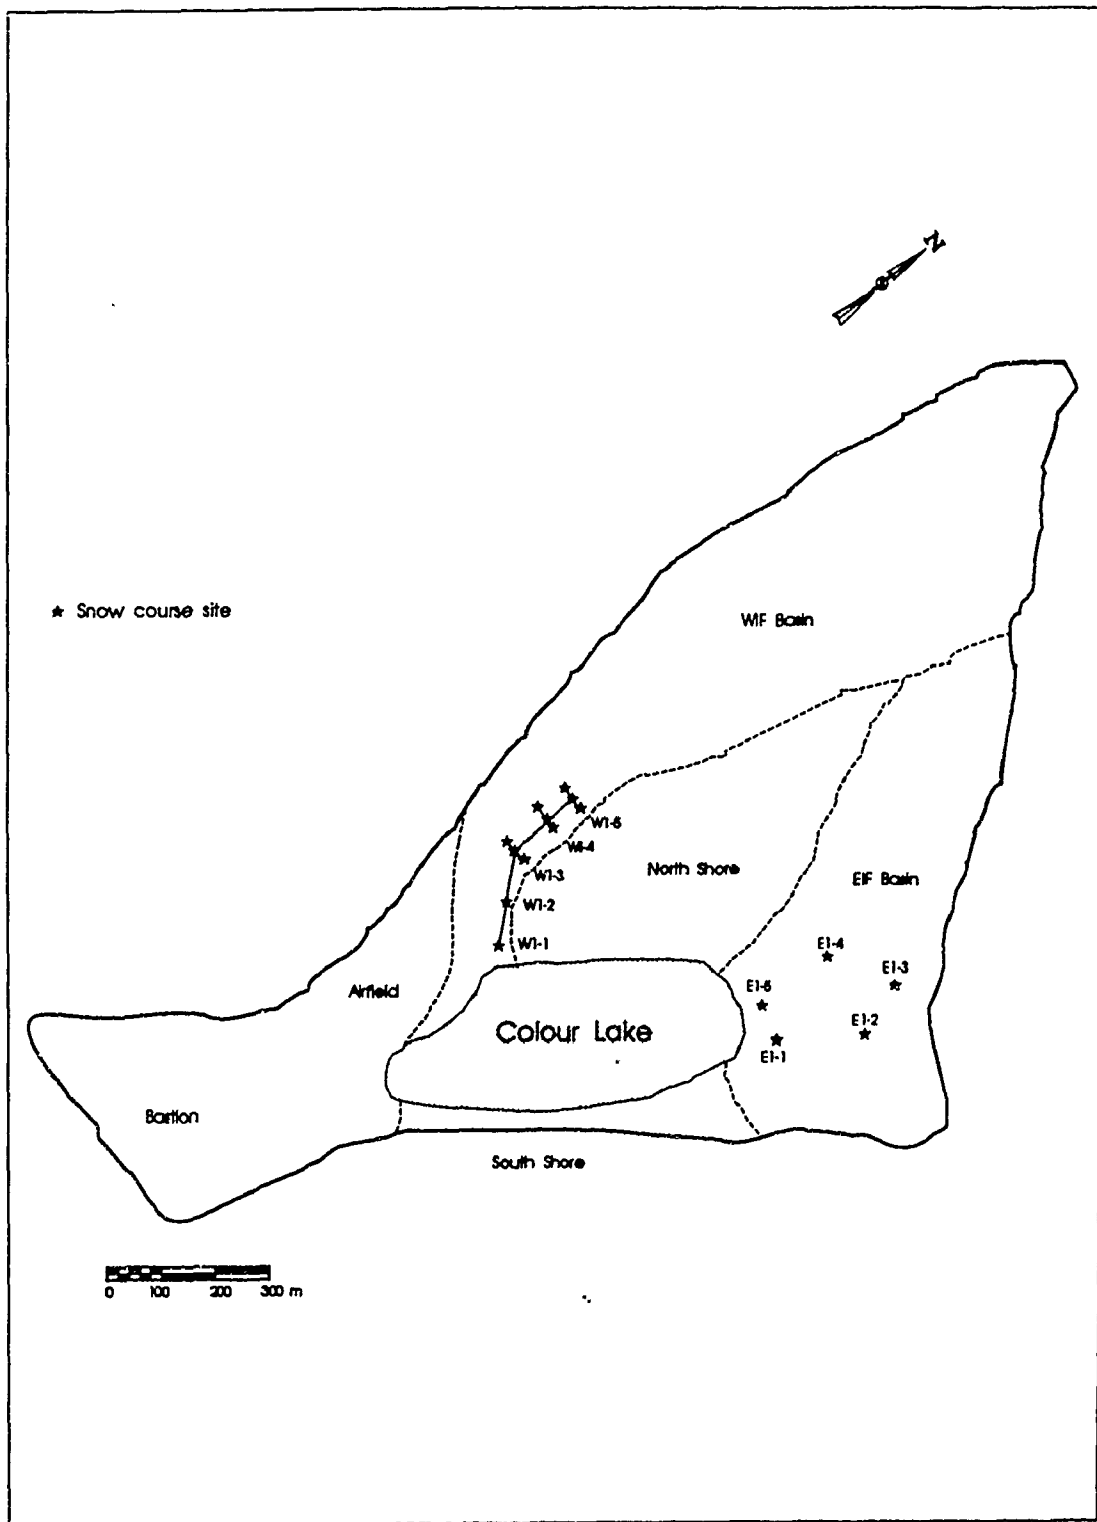 N
★ Snow course site
WIF Basin
W1-5
W1-4
North Shore
W1-3
EIF Basin
W1-2
W1-1
E1-4
E1-3
E1-5
Airfield
Colour Lake
E1-2
E1-1
Bastion
South Shore
0 100 200 300 m